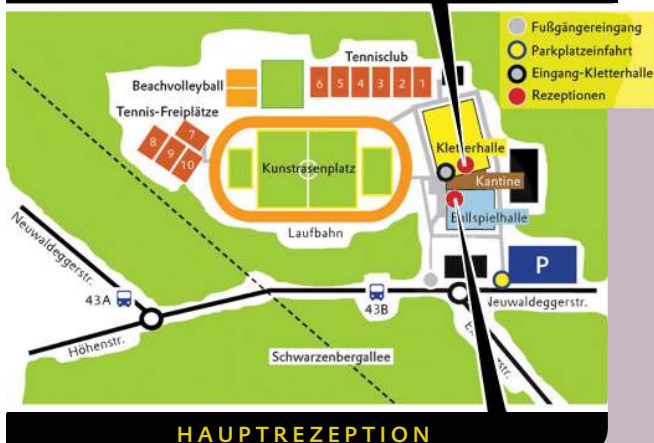 Fußgängereingang
Parkplatzeinfahrt
Eingang-Kletterhalle
Rezeptionen
Tennisclub
Beachvolleyball
6 5 4 3 2 1
Tennis-Freiplätze
7
8
9
10
Kletterhalle
Kunstrasenplatz
Kantine
Ballspielhalle
Laufbahn
Neuwaldeggerstr.
P
43A
43B
Neuwaldeggerstr.
Höhenstr.
Schwarzenbergallee
HAUPTREZEPTION